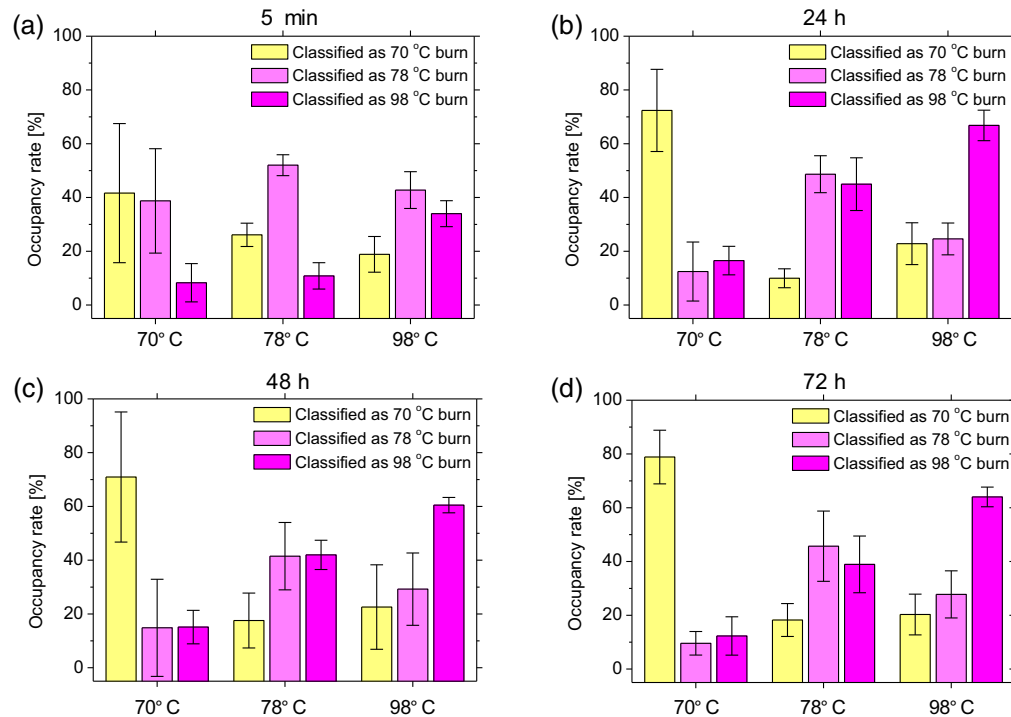 (a)
5 min
Occupancy rate [%]
100
80
60
40
20
0
Classified as 70 °C burn
Classified as 78 °C burn
Classified as 98 °C burn
70° C
78° C
98° C
(b)
24 h
Occupancy rate [%]
100
80
60
40
20
0
Classified as 70 °C burn
Classified as 78 °C burn
Classified as 98 °C burn
70° C
78° C
98° C
(c)
48 h
Occupancy rate [%]
100
80
60
40
20
0
Classified as 70 °C burn
Classified as 78 °C burn
Classified as 98 °C burn
70° C
78° C
98° C
(d)
72 h
Occupancy rate [%]
100
80
60
40
20
0
Classified as 70 °C burn
Classified as 78 °C burn
Classified as 98 °C burn
70° C
78° C
98° C